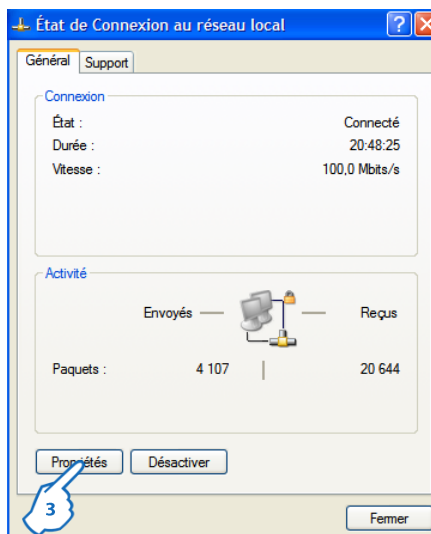 État de Connexion au réseau local
Général Support
Connexion
État : Connecté
Durée : 20:48:25
Vitesse : 100,0 Mbits/s
Activité
Envoyés Reçus
Paquets : 4 107 20 644
Propriétés Désactiver
3
Fermer